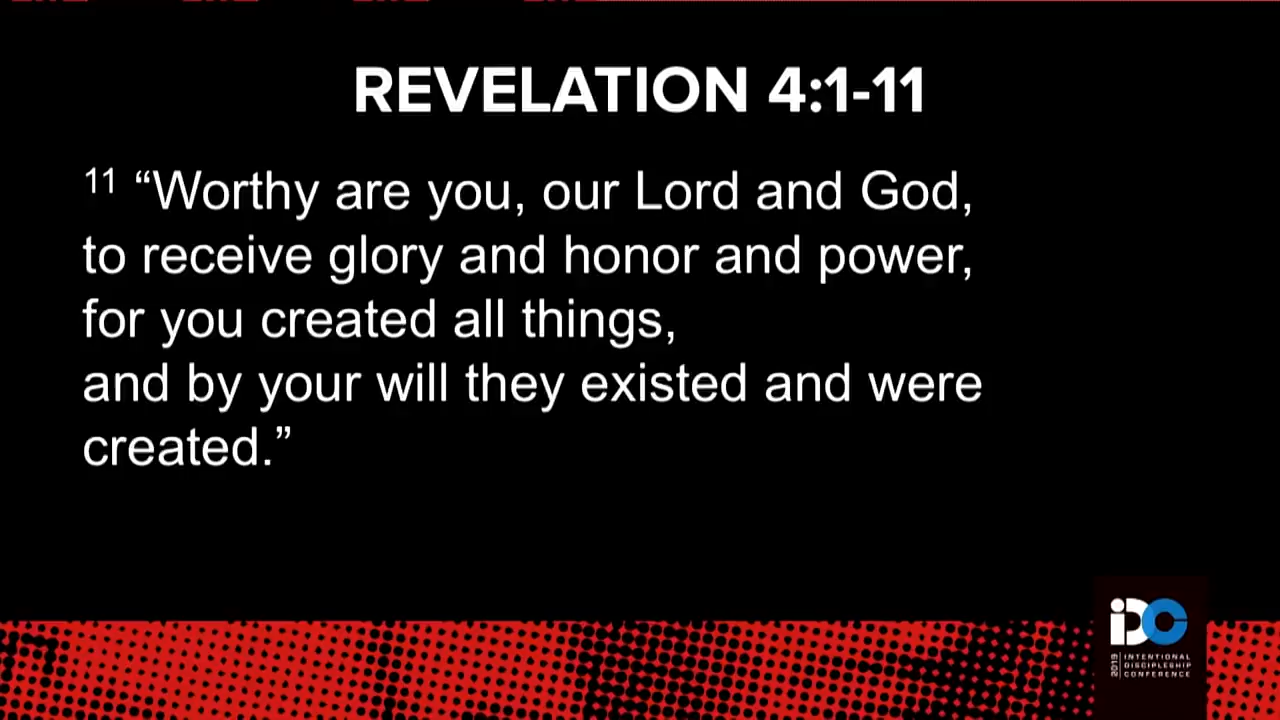 REVELATION 4:1-11
11 “Worthy are you, our Lord and God,
to receive glory and honor and power,
for you created all things,
and by your will they existed and were
created.”
iDC
2019
INTENTIONAL
DISCIPLESHIP
CONFERENCE